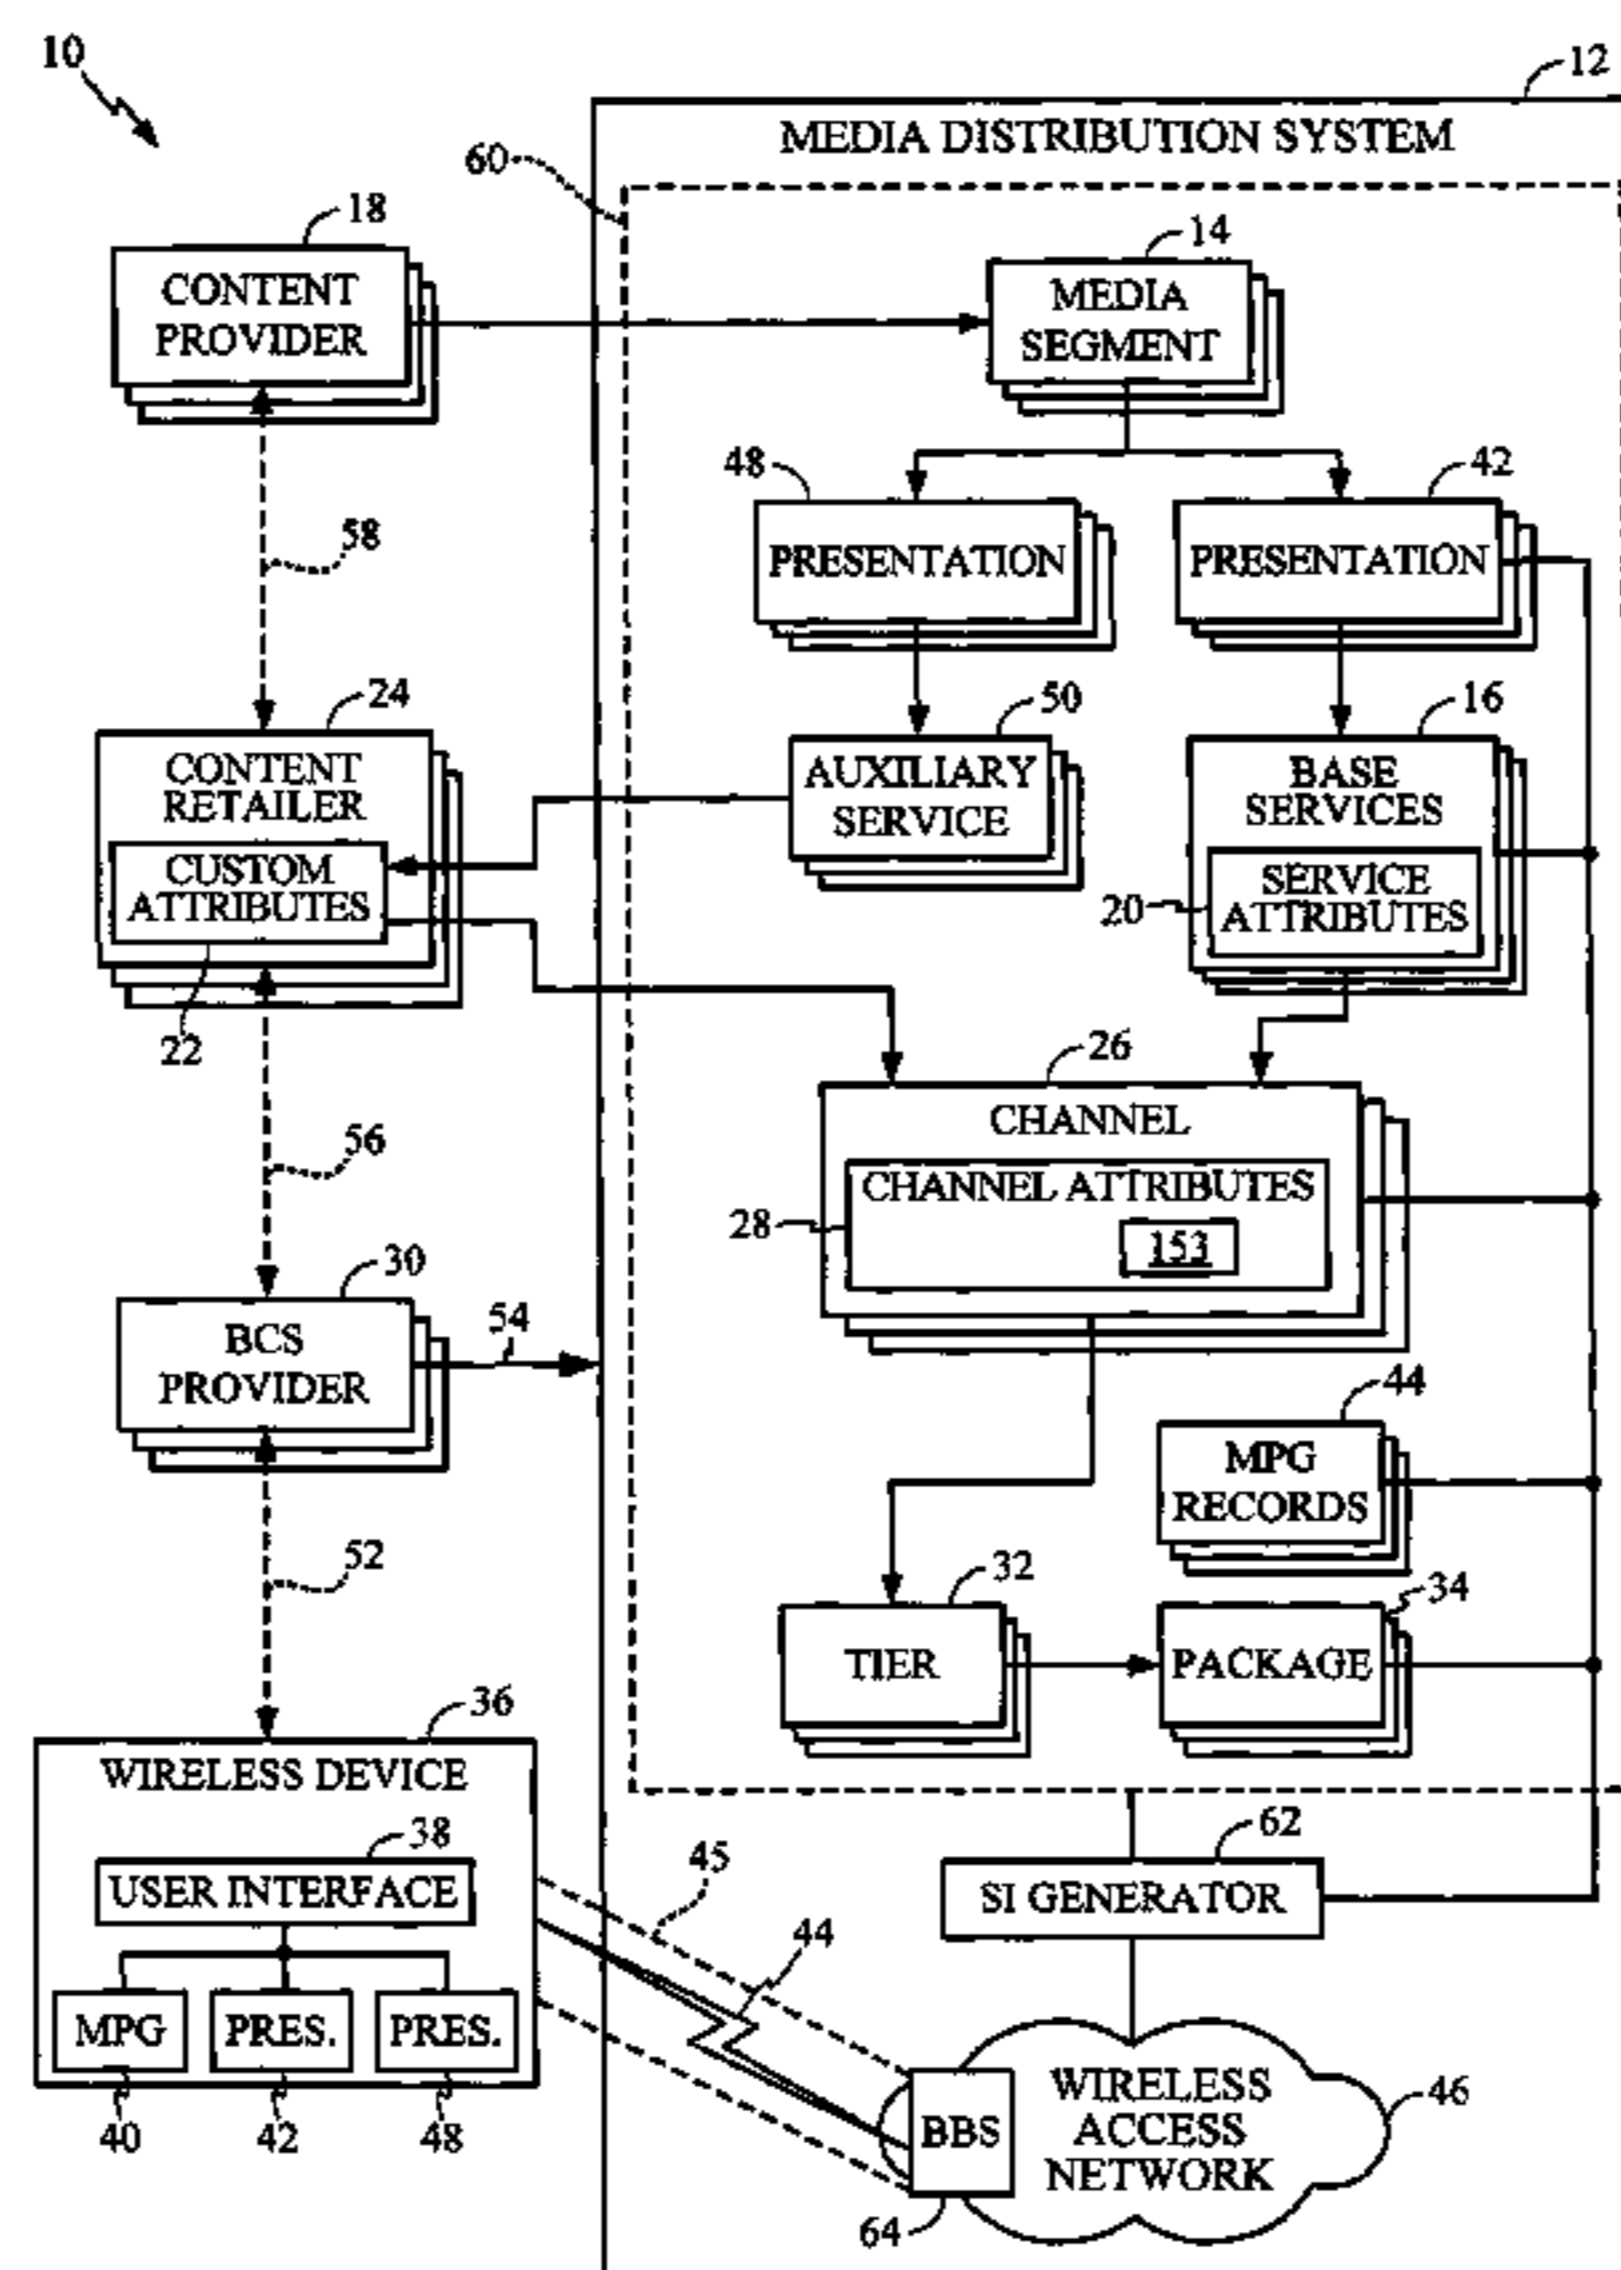 10
12
MEDIA DISTRIBUTION SYSTEM
60
18
CONTENT
PROVIDER
14
MEDIA
SEGMENT
48
PRESENTATION
42
PRESENTATION
58
24
CONTENT
RETAILER
CUSTOM
ATTRIBUTES
22
50
AUXILIARY
SERVICE
16
BASE
SERVICES
20
SERVICE
ATTRIBUTES
26
CHANNEL
28
CHANNEL ATTRIBUTES
153
56
30
BCS
PROVIDER
54
44
MPG
RECORDS
52
32
TIER
34
PACKAGE
36
WIRELESS DEVICE
38
USER INTERFACE
MPG
PRES.
PRES.
40
42
48
45
44
62
SI GENERATOR
BBS
64
WIRELESS
ACCESS
NETWORK
46